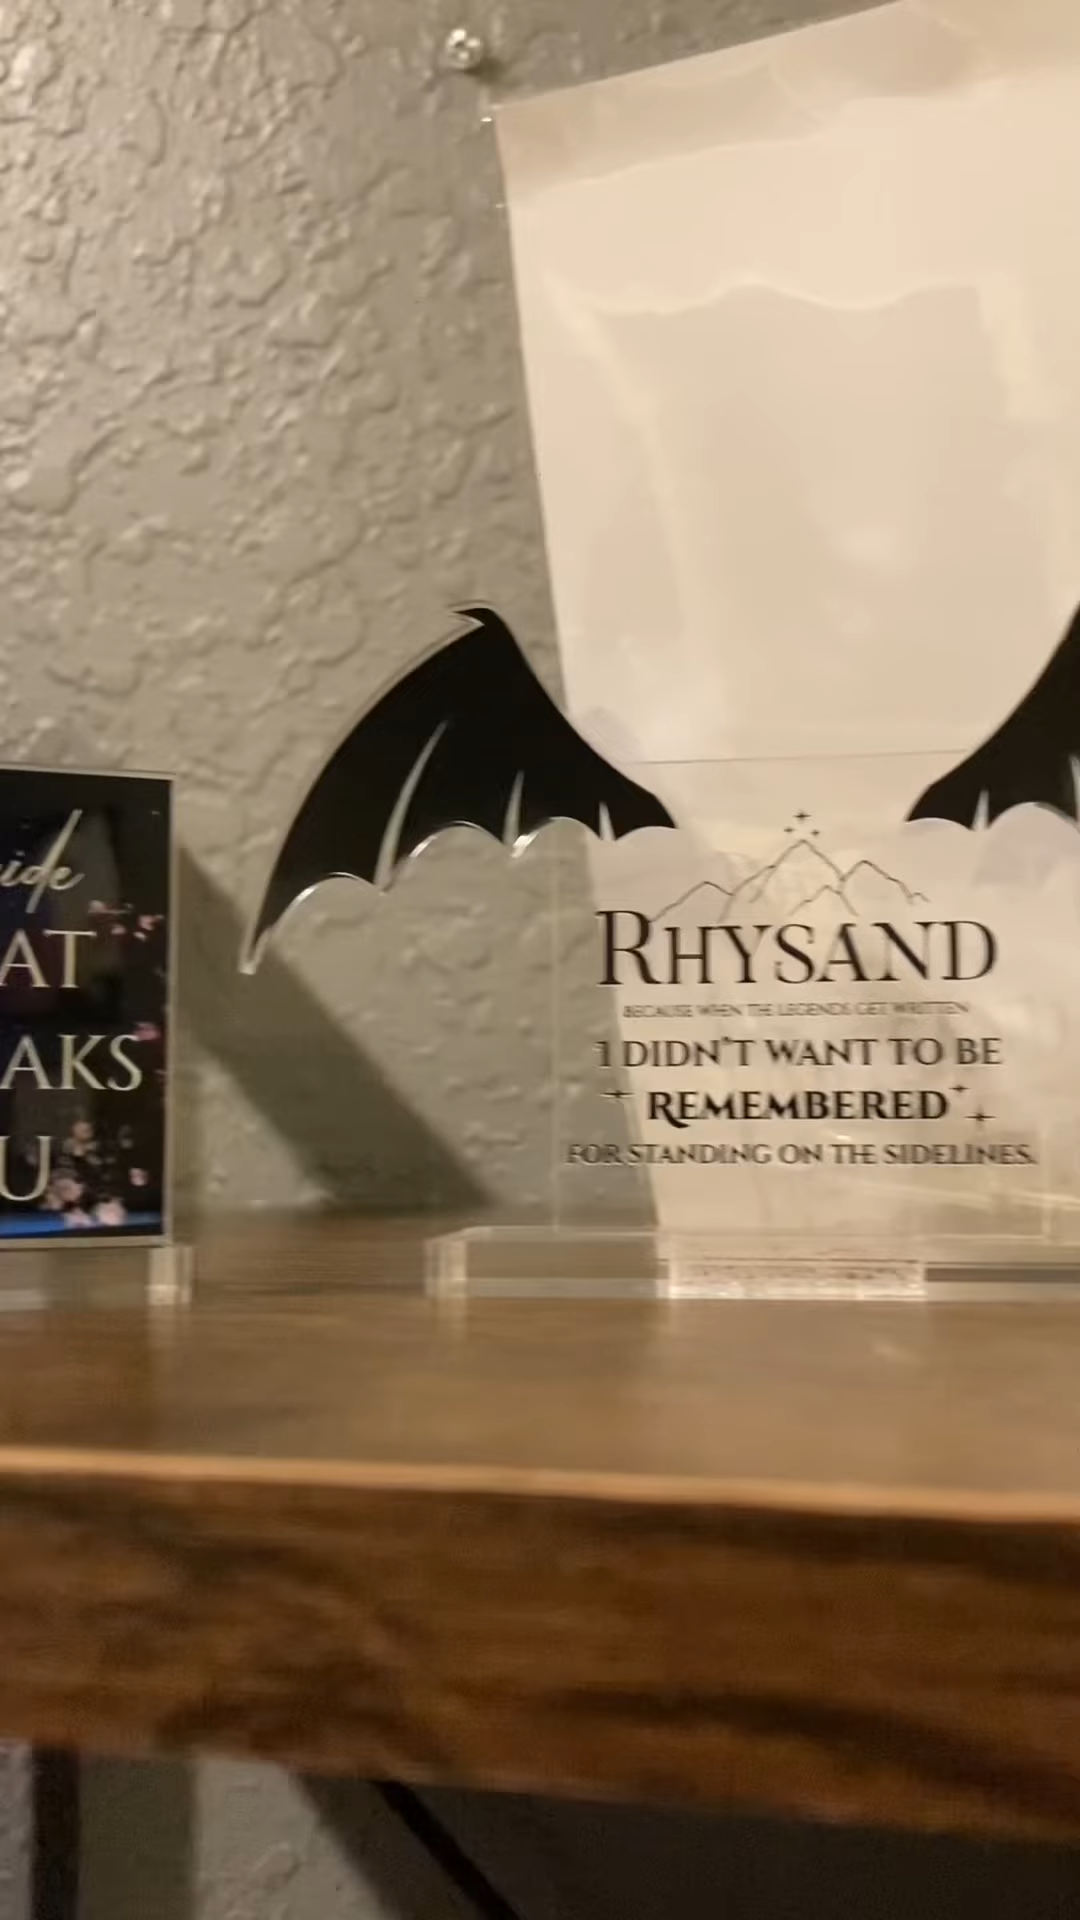 ide
AT
AKS
U
RHYSAND
BECAUSE WHEN THE LEGENDS GET WRITTEN
I DIDN'T WANT TO BE
REMEMBERED
FOR STANDING ON THE SIDELINES.